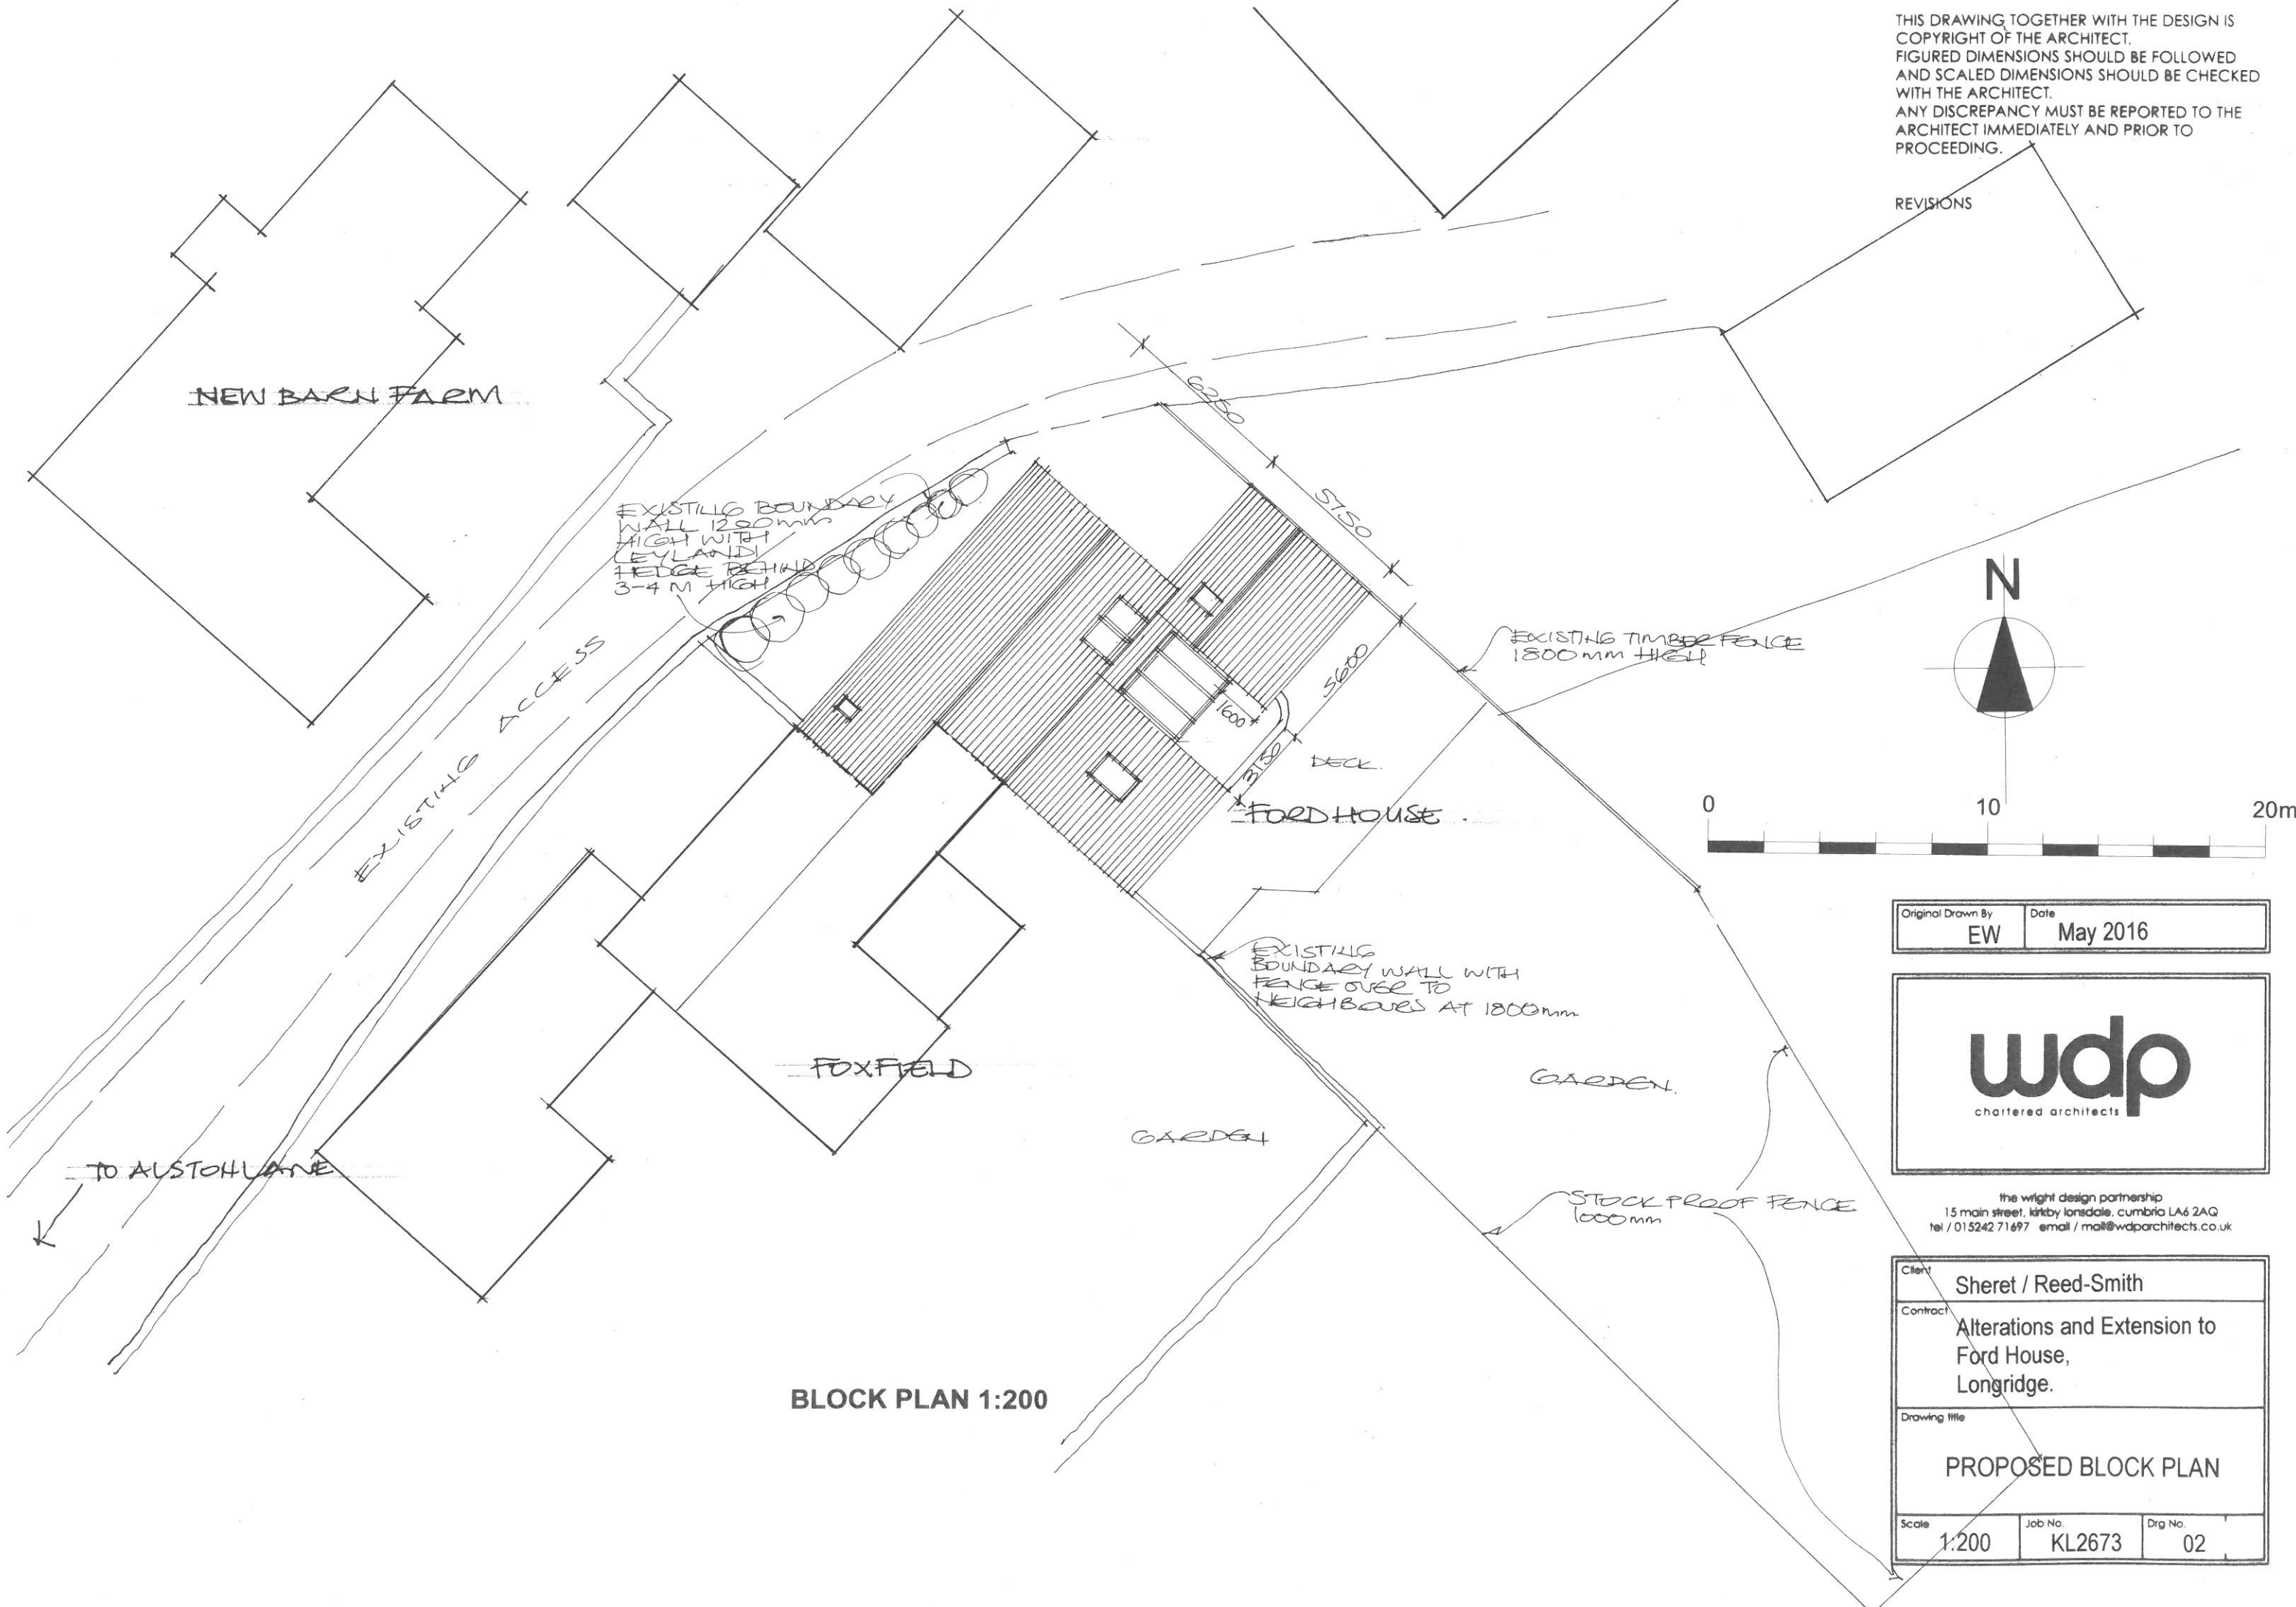 THIS DRAWING TOGETHER WITH THE DESIGN IS
COPYRIGHT OF THE ARCHITECT.
FIGURED DIMENSIONS SHOULD BE FOLLOWED
AND SCALED DIMENSIONS SHOULD BE CHECKED
WITH THE ARCHITECT.
ANY DISCREPANCY MUST BE REPORTED TO THE
ARCHITECT IMMEDIATELY AND PRIOR TO
PROCEEDING.
REVISIONS
NEW BARN FARM
6250
5750
EXISTING BOUNDARY
WALL 1200mm
HIGH WITH
LEYLANDI
HEDGE BEHIND
3-4 M HIGH
EXISTING ACCESS
EXISTING TIMBER FENCE
1800mm HIGH
5600
1600
3150
DECK.
FORD HOUSE.
N
0 10 20m
EXISTING
BOUNDARY WALL WITH
FENCE OVER TO
NEIGHBOURS AT 1800mm
FOXFIELD
GARDEN.
GARDEN
TO ALSTON LANE
STOCK PROOF FENCE
1000mm
BLOCK PLAN 1:200
Original Drawn By
EW
Date
May 2016
wdp
chartered architects
the wright design partnership
15 main street, kirkby lonsdale, cumbria LA6 2AQ
tel / 015242 71697 email / mail@wdparchitects.co.uk
Client
Sheret / Reed-Smith
Contract
Alterations and Extension to
Ford House,
Longridge.
Drawing title
PROPOSED BLOCK PLAN
Scale
1:200
Job No.
KL2673
Drg No.
02